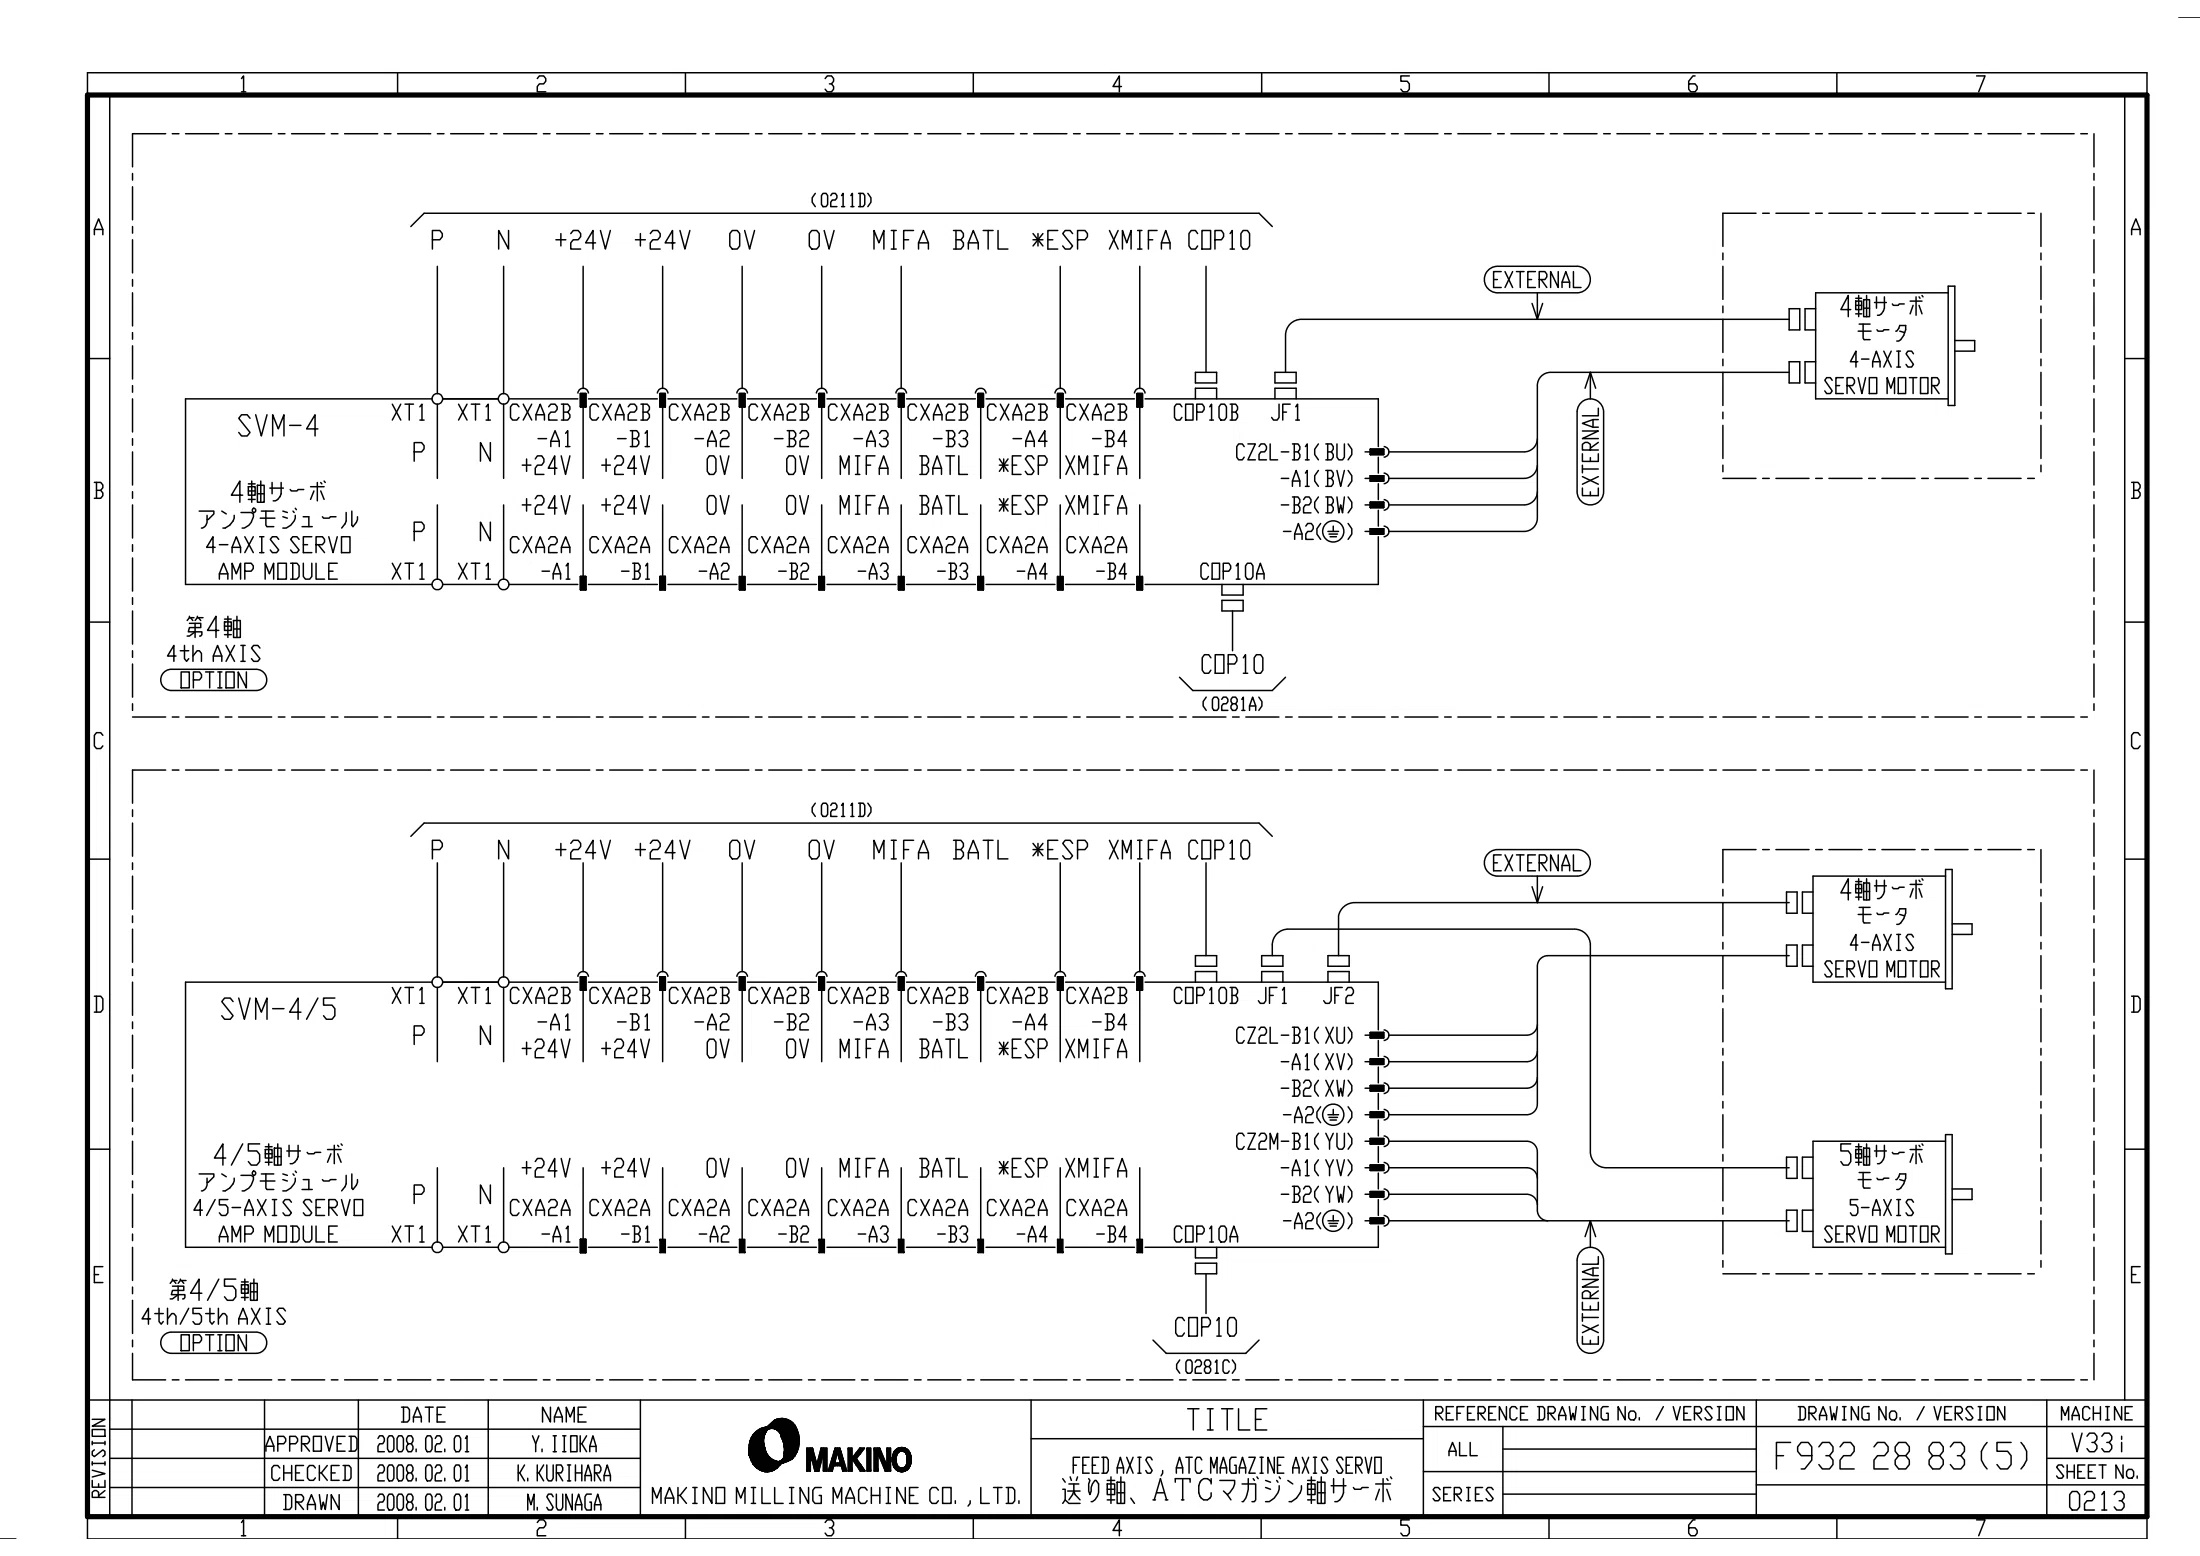 1 2 3 4 5 6 7
A
B
C
D
E
A
B
C
D
E
(0211D)
P N +24V +24V 0V 0V MIFA BATL *ESP XMIFA COP10
EXTERNAL
4軸サーボ
モータ
4-AXIS
SERVO MOTOR
EXTERNAL
SVM-4
XT1 XT1 CXA2B CXA2B CXA2B CXA2B CXA2B CXA2B CXA2B CXA2B COP10B JF1
-A1 -B1 -A2 -B2 -A3 -B3 -A4 -B4
P N +24V +24V 0V 0V MIFA BATL *ESP XMIFA
CZ2L-B1(BU)
-A1(BV)
-B2(BW)
-A2( )
4軸サーボ
アンプモジュール
4-AXIS SERVO
AMP MODULE
P N +24V +24V 0V 0V MIFA BATL *ESP XMIFA
CXA2A CXA2A CXA2A CXA2A CXA2A CXA2A CXA2A CXA2A
XT1 XT1 -A1 -B1 -A2 -B2 -A3 -B3 -A4 -B4 COP10A
第4軸
4th AXIS
OPTION
COP10
(0281A)
(0211D)
P N +24V +24V 0V 0V MIFA BATL *ESP XMIFA COP10
EXTERNAL
4軸サーボ
モータ
4-AXIS
SERVO MOTOR
SVM-4/5
XT1 XT1 CXA2B CXA2B CXA2B CXA2B CXA2B CXA2B CXA2B CXA2B COP10B JF1 JF2
-A1 -B1 -A2 -B2 -A3 -B3 -A4 -B4
P N +24V +24V 0V 0V MIFA BATL *ESP XMIFA
CZ2L-B1(XU)
-A1(XV)
-B2(XW)
-A2( )
CZ2M-B1(YU)
-A1(YV)
-B2(YW)
-A2( )
4/5軸サーボ
アンプモジュール
4/5-AXIS SERVO
AMP MODULE
P N +24V +24V 0V 0V MIFA BATL *ESP XMIFA
CXA2A CXA2A CXA2A CXA2A CXA2A CXA2A CXA2A CXA2A
XT1 XT1 -A1 -B1 -A2 -B2 -A3 -B3 -A4 -B4 COP10A
5軸サーボ
モータ
5-AXIS
SERVO MOTOR
EXTERNAL
第4/5軸
4th/5th AXIS
OPTION
COP10
(0281C)
REVISION
DATE NAME
APPROVED 2008.02.01 Y. IIOKA
CHECKED 2008.02.01 K. KURIHARA
DRAWN 2008.02.01 M. SUNAGA
MAKINO
MAKINO MILLING MACHINE CO.,LTD.
TITLE
FEED AXIS, ATC MAGAZINE AXIS SERVO
送り軸、ATCマガジン軸サーボ
REFERENCE DRAWING No. / VERSION
ALL
SERIES
DRAWING No. / VERSION
F932 28 83(5)
MACHINE
V33i
SHEET No.
0213
1 2 3 4 5 6 7